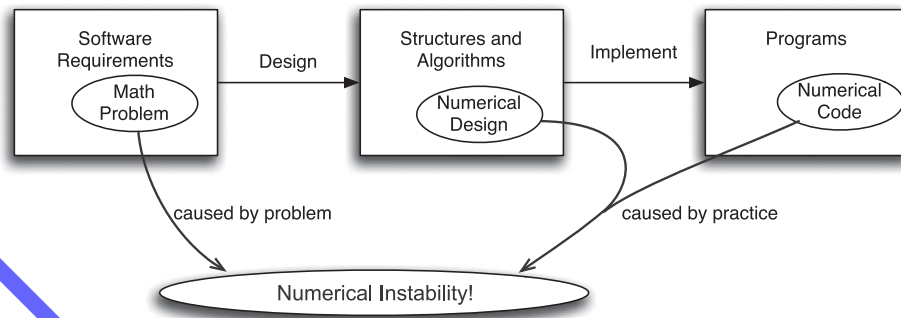 Software
Requirements
Math
Problem
Design
Structures and
Algorithms
Numerical
Design
Implement
Programs
Numerical
Code
caused by problem
caused by practice
Numerical Instability!